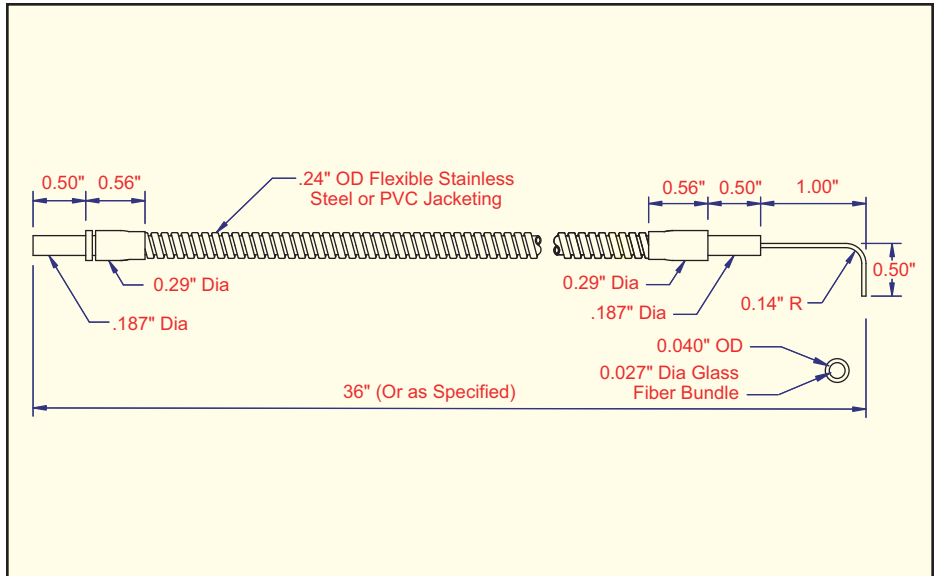 0.50" 0.56"
.24" OD Flexible Stainless
Steel or PVC Jacketing
0.56" 0.50" 1.00"
0.29" Dia
.187" Dia
0.29" Dia
.187" Dia
0.14" R
0.50"
0.040" OD
0.027" Dia Glass
Fiber Bundle
36" (Or as Specified)